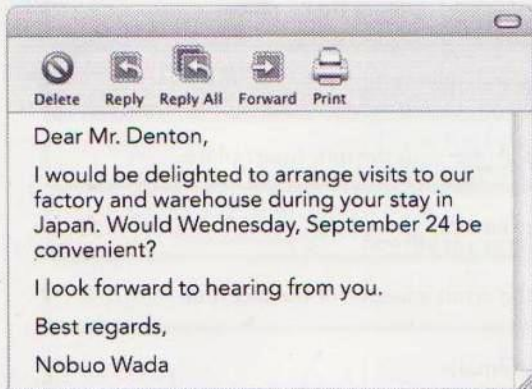 Delete Reply Reply All Forward Print
Dear Mr. Denton,
I would be delighted to arrange visits to our
factory and warehouse during your stay in
Japan. Would Wednesday, September 24 be
convenient?
I look forward to hearing from you.
Best regards,
Nobuo Wada